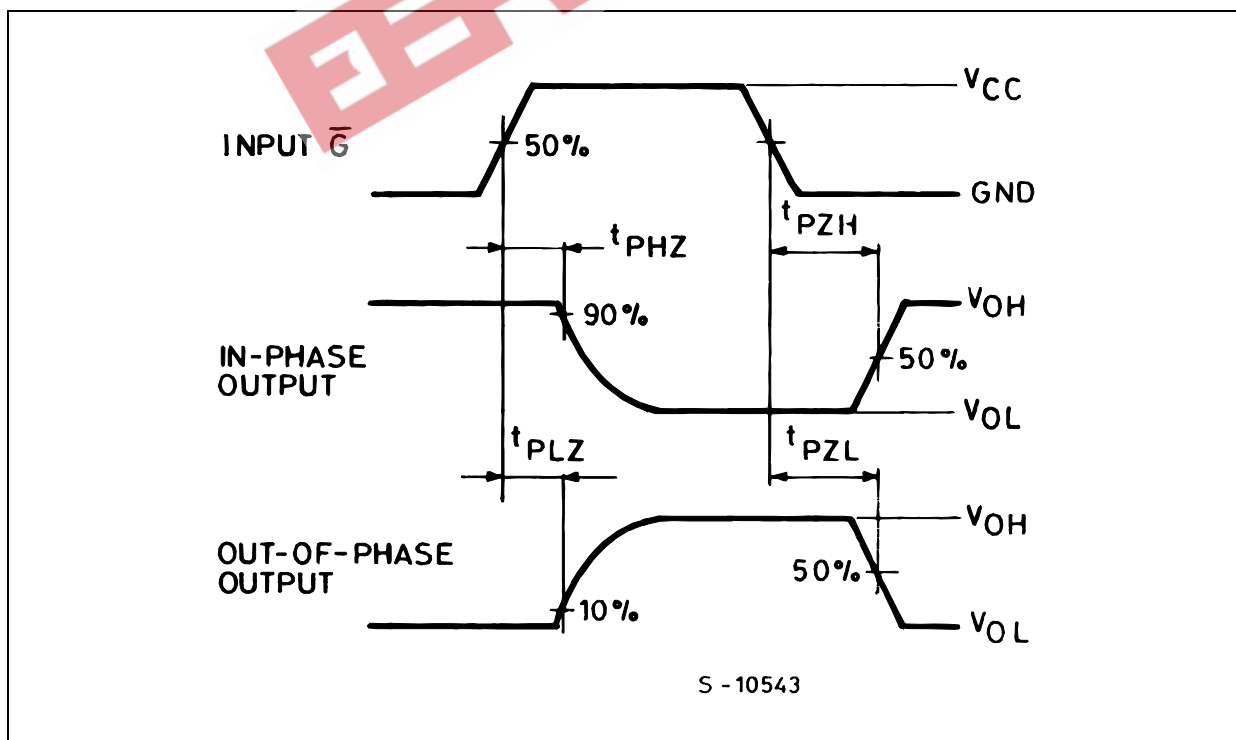 VCC
INPUT G̅
50%
GND
tPHZ
tPZH
VOH
90%
IN-PHASE
OUTPUT
50%
VOL
tPLZ
tPZL
VOH
OUT-OF-PHASE
OUTPUT
50%
10%
VOL
S-10543